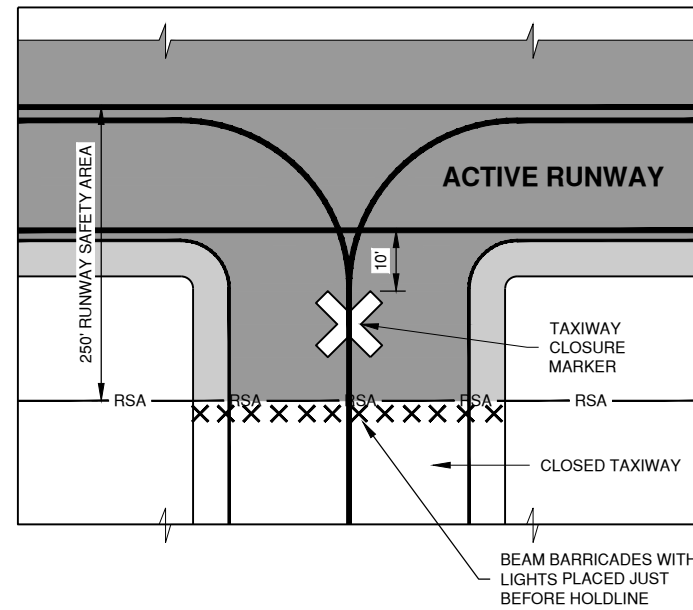 ACTIVE RUNWAY
250' RUNWAY SAFETY AREA
10'
TAXIWAY
CLOSURE
MARKER
RSA RSA RSA RSA RSA
CLOSED TAXIWAY
BEAM BARRICADES WITH
LIGHTS PLACED JUST
BEFORE HOLDLINE